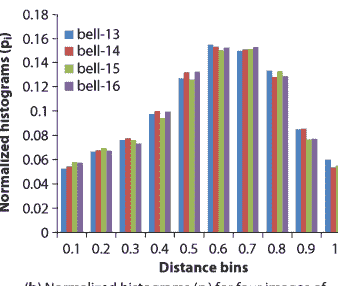 Normalized histograms (pi)
0.18
0.16
0.14
0.12
0.1
0.08
0.06
0.04
0.02
0
bell-13
bell-14
bell-15
bell-16
0.1 0.2 0.3 0.4 0.5 0.6 0.7 0.8 0.9 1
Distance bins
(b) Normalized histograms (pi) for four images of